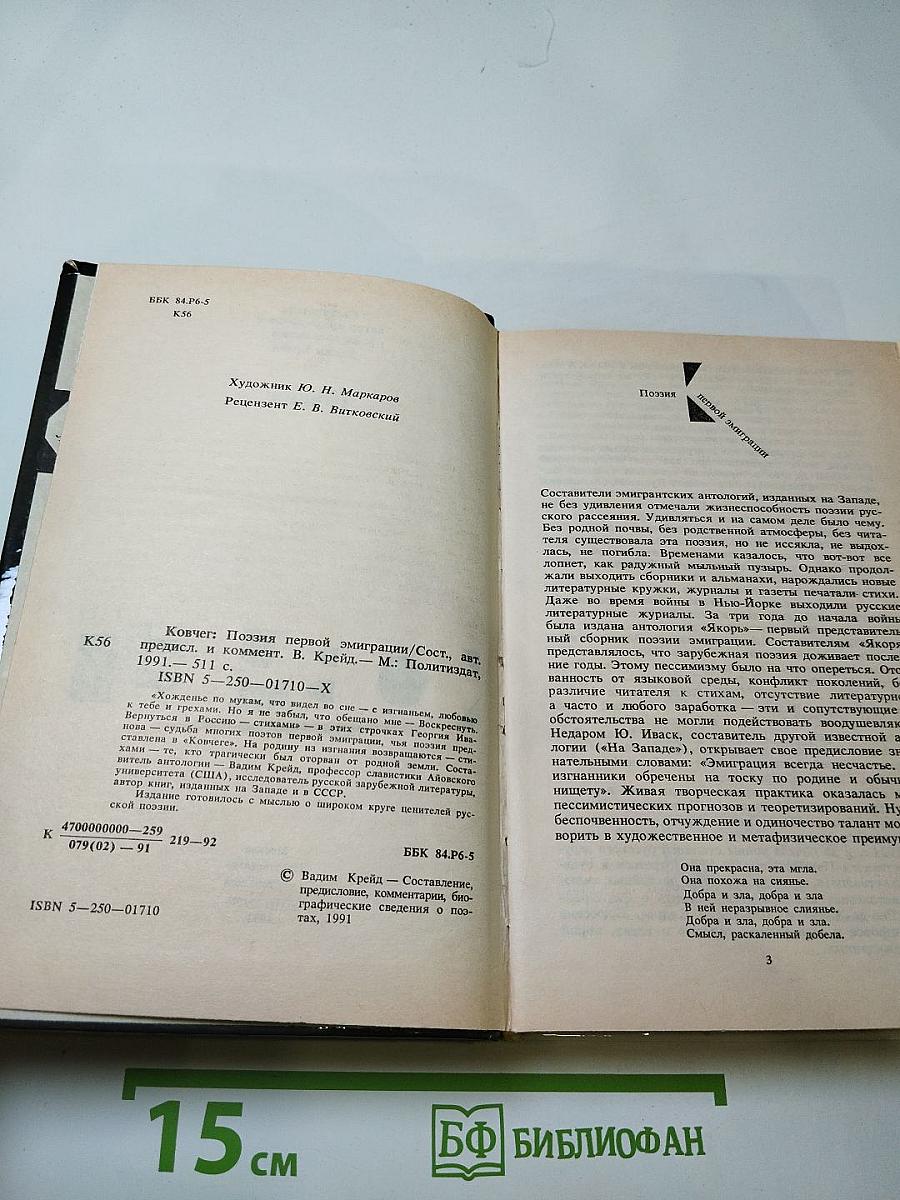 ББК 84.Р6-5
К56
Художник Ю. Н. Маркаров
Рецензент Е. В. Витковский
К56
Ковчег: Поэзия первой эмиграции/Сост., авт.
предисл. и коммент. В. Крейд.— М.: Политиздат,
1991.— 511 с.
ISBN 5—250—01710—X
«Хожденье по мукам, что видел во сне — с изгнаньем, любовью
к тебе и грехами. Но я не забыл, что обещано мне — Воскреснуть.
Вернуться в Россию — стихами» — в этих строчках Георгия Ива-
нова — судьба многих поэтов первой эмиграции, чья поэзия пред-
ставлена в «Ковчеге». На родину из изгнания возвращаются — сти-
хами — те, кто трагически был оторван от родной земли. Соста-
витель антологии — Вадим Крейд, профессор славистики Айовского
университета (США), исследователь русской зарубежной литературы,
автор книг, изданных на Западе и в СССР.
Издание готовилось с мыслью о широком круге ценителей рус-
ской поэзии.
К 4700000000—259
079(02) — 91
219—92
ББК 84.Р6-5
© Вадим Крейд — Составление,
предисловие, комментарии, био-
графические сведения о поэ-
тах, 1991
ISBN 5—250—01710
Поэзия
первой эмиграции
Составители эмигрантских антологий, изданных на Западе,
не без удивления отмечали жизнеспособность поэзии рус-
ского рассеяния. Удивляться и на самом деле было чему.
Без родной почвы, без родственной атмосферы, без чита-
теля существовала эта поэзия, но не иссякла, не выдох-
лась, не погибла. Временами казалось, что вот-вот все
лопнет, как радужный мыльный пузырь. Однако продол-
жали выходить сборники и альманахи, нарождались новые
литературные кружки, журналы и газеты печатали стихи.
Даже во время войны в Нью-Йорке выходили русские
литературные журналы. За три года до начала войны
была издана антология «Якорь»— первый представитель
ный сборник поэзии эмиграции. Составителям «Якоря
представлялось, что зарубежная поэзия доживает после
ние годы. Этому пессимизму было на что опереться. Отор
ванность от языковой среды, конфликт поколений, бе
различие читателя к стихам, отсутствие литературно
а часто и любого заработка — эти и сопутствующие
обстоятельства не могли подействовать воодушевляю
Недаром Ю. Иваск, составитель другой известной а
логии («На Западе»), открывает свое предисловие зн
нательными словами: «Эмиграция всегда несчастье.
изгнанники обречены на тоску по родине и обычн
нищету». Живая творческая практика оказалась м
пессимистических прогнозов и теоретизирований. Ну
беспочвенность, отчуждение и одиночество талант мо
ворить в художественное и метафизическое преиму
Она прекрасна, эта мгла.
Она похожа на сиянье.
Добра и зла, добра и зла
В ней неразрывное слиянье.
Добра и зла, добра и зла.
Смысл, раскаленный добела.
3
15 см
БФ БИБЛИОФАН